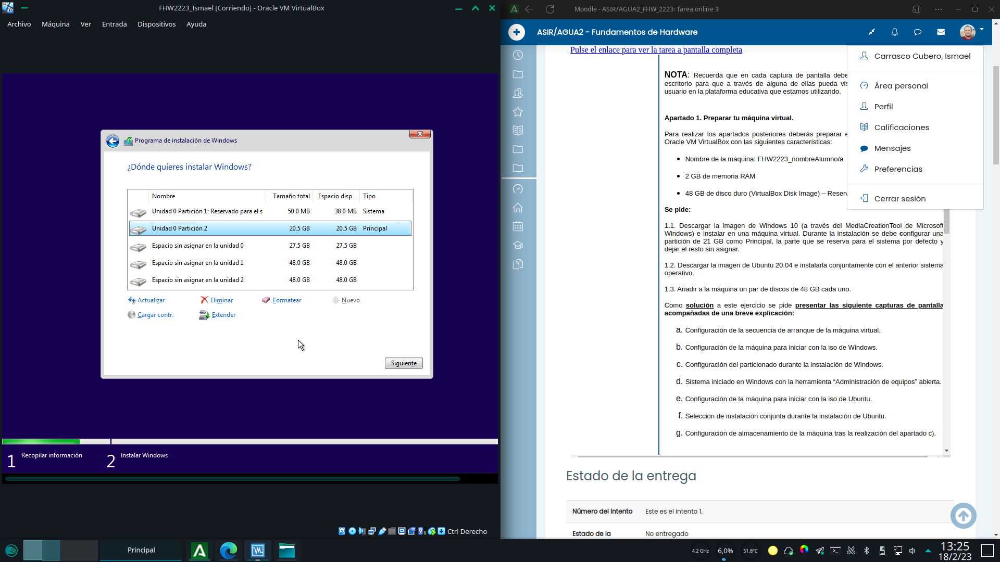 FHW2223_Ismael [Corriendo] - Oracle VM VirtualBox
Archivo Máquina Ver Entrada Dispositivos Ayuda
Programa de instalación de Windows
¿Dónde quieres instalar Windows?
Nombre Tamaño total Espacio disp... Tipo
Unidad 0 Partición 1: Reservado para el s 50.0 MB 38.0 MB Sistema
Unidad 0 Partición 2 20.5 GB 20.5 GB Principal
Espacio sin asignar en la unidad 0 27.5 GB 27.5 GB
Espacio sin asignar en la unidad 1 48.0 GB 48.0 GB
Espacio sin asignar en la unidad 2 48.0 GB 48.0 GB
Actualizar Eliminar Formatear Nuevo
Cargar contr. Extender
Siguiente
1 Recopilar información 2 Instalar Windows
Ctrl Derecho
Moodle - ASIR/AGUA2_FHW_2223: Tarea online 3
ASIR/AGUA2 - Fundamentos de Hardware
Pulse el enlace para ver la tarea a pantalla completa
Carrasco Cubero, Ismael
Área personal
Perfil
Calificaciones
Mensajes
Preferencias
Cerrar sesión
NOTA: Recuerda que en cada captura de pantalla debe
escritorio para que a través de alguna de ellas pueda vis
usuario en la plataforma educativa que estamos utilizando.
Apartado 1. Preparar tu máquina virtual.
Para realizar los apartados posteriores deberás preparar e
Oracle VM VirtualBox con las siguientes características:
• Nombre de la máquina: FHW2223_nombreAlumno/a
• 2 GB de memoria RAM
• 48 GB de disco duro (VirtualBox Disk Image) – Reserv
Se pide:
1.1. Descargar la imagen de Windows 10 (a través del MediaCreationTool de Microsoft
Windows) e instalar en una máquina virtual. Durante la instalación se debe configurar una
partición de 21 GB como Principal, la parte que se reserva para el sistema por defecto y
dejar el resto sin asignar.
1.2. Descargar la imagen de Ubuntu 20.04 e instalarla conjuntamente con el anterior sistema
operativo.
1.3. Añadir a la máquina un par de discos de 48 GB cada uno.
Como solución a este ejercicio se pide presentar las siguiente capturas de pantalla
acompañadas de una breve explicación:
a. Configuración de la secuencia de arranque de la máquina virtual.
b. Configuración de la máquina para iniciar con la iso de Windows.
c. Configuración del particionado durante la instalación de Windows.
d. Sistema iniciado en Windows con la herramienta “Administración de equipos” abierta.
e. Configuración de la máquina para iniciar con la iso de Ubuntu.
f. Selección de instalación conjunta durante la instalación de Ubuntu.
g. Configuración de almacenamiento de la máquina tras la realización del apartado c).
Estado de la entrega
Número del intento Este es el intento 1.
Estado de la No entregado
Principal
4,2 GHz 6,0% 51,8°C
13:25
18/2/23